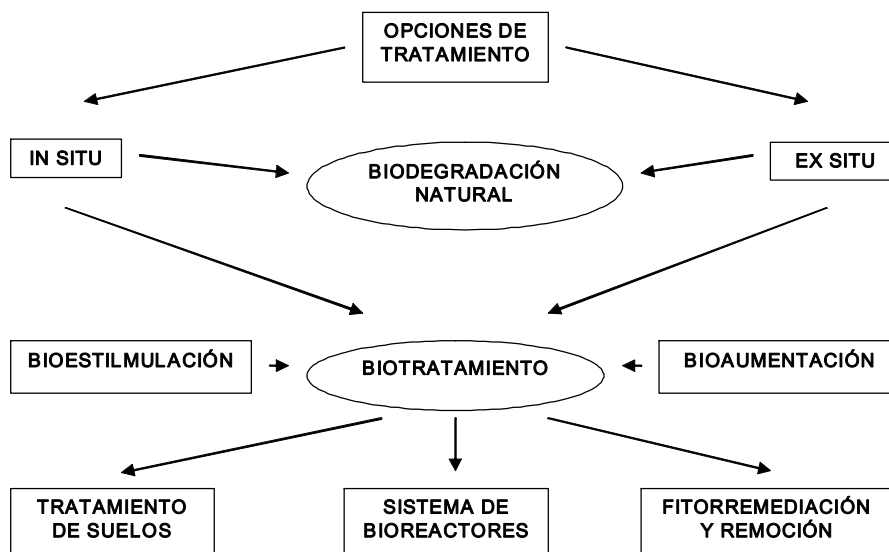 OPCIONES DE
TRATAMIENTO
IN SITU
BIODEGRADACIÓN
NATURAL
EX SITU
BIOESTILMULACIÓN
BIOTRATAMIENTO
BIOAUMENTACIÓN
TRATAMIENTO
DE SUELOS
SISTEMA DE
BIOREACTORES
FITORREMEDIACIÓN
Y REMOCIÓN